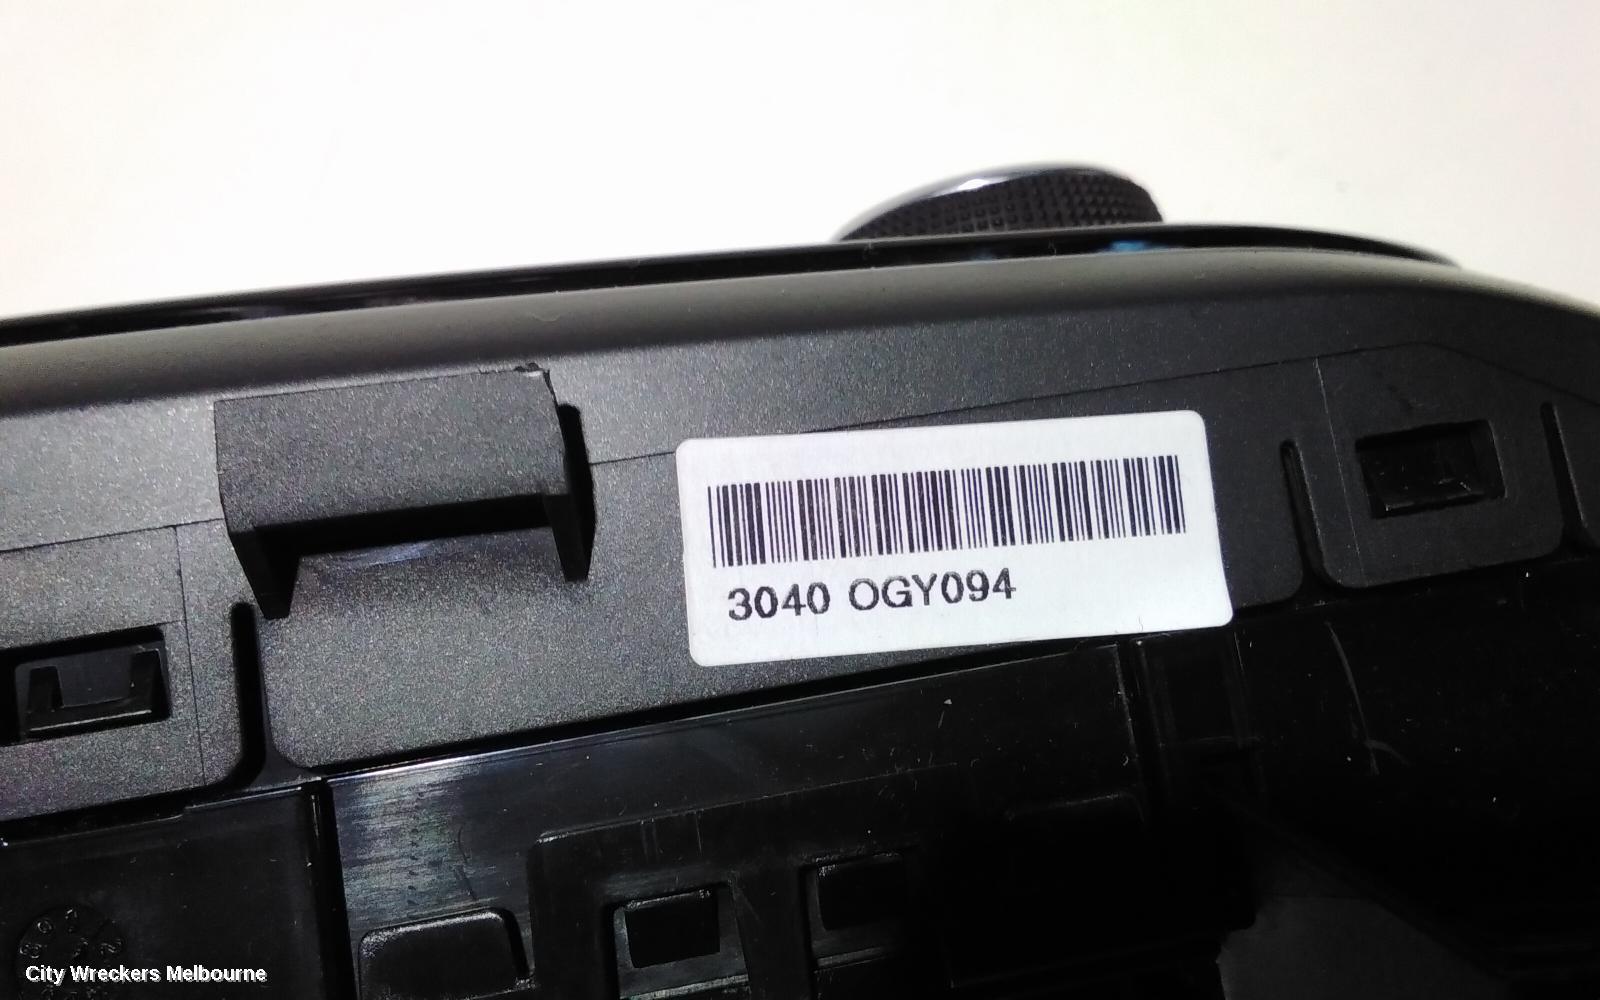 3040 OGY094
City Wreckers Melbourne